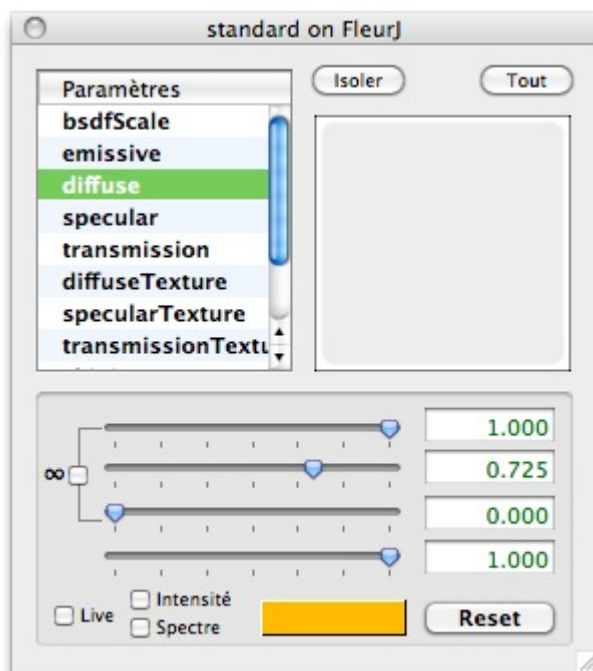 standard on FleurJ
Paramètres
Isoler
Tout
bsdfScale
emissive
diffuse
specular
transmission
diffuseTexture
specularTexture
transmissionTextu
1.000
∞
0.725
0.000
1.000
Live
Intensité
Spectre
Reset